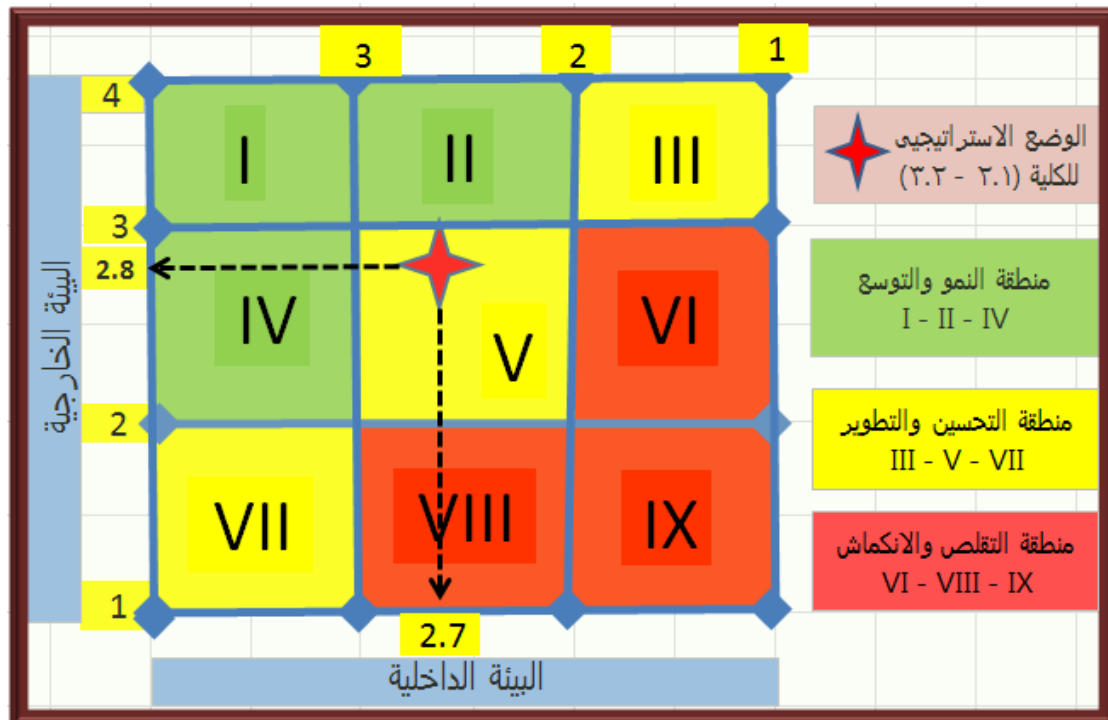 3 2 1
4
I II III
3
2.8
IV V VI
2
VII VIII IX
1
2.7
البيئة الخارجية
البيئة الداخلية
الوضع الاستراتيجيى
للكلية (٢.١ - ٣.٢)
منطقة النمو والتوسع
I - II - IV
منطقة التحسين والتطوير
III - V - VII
منطقة التقلص والانكماش
VI - VIII - IX